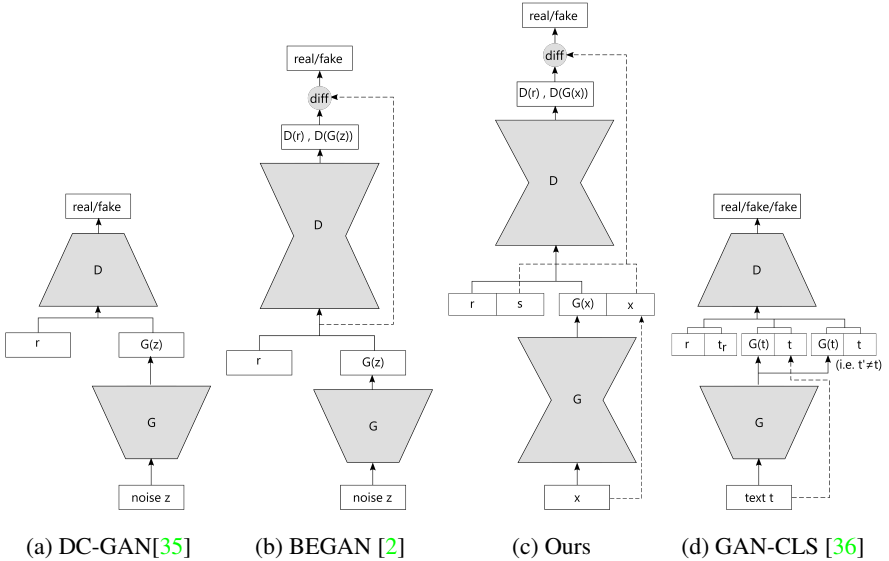 real/fake
D
r
G(z)
G
noise z
(a) DC-GAN[35]
real/fake
diff
D(r) , D(G(z))
D
r
G(z)
G
noise z
(b) BEGAN [2]
real/fake
diff
D(r) , D(G(x))
D
r s G(x) x
G
x
(c) Ours
real/fake/fake
D
r tr G(t) t G(t) t
(i.e. t'≠t)
G
text t
(d) GAN-CLS [36]